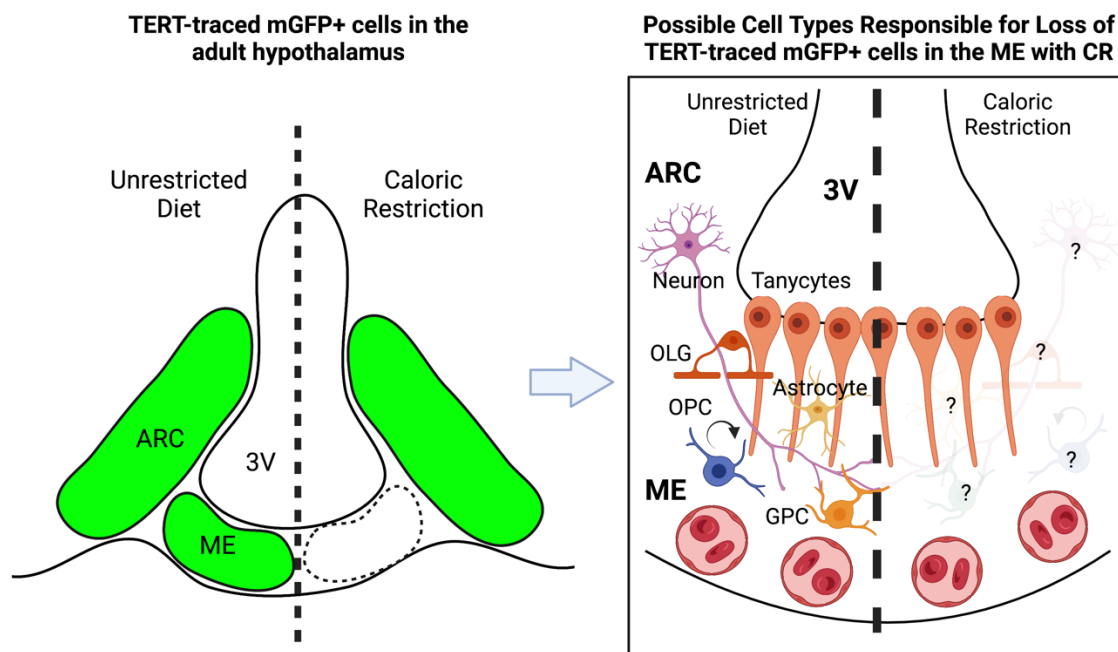 TERT-traced mGFP+ cells in the
adult hypothalamus
Unrestricted
Diet
Caloric
Restriction
ARC
3V
ME
Possible Cell Types Responsible for Loss of
TERT-traced mGFP+ cells in the ME with CR
Unrestricted
Diet
Caloric
Restriction
ARC
3V
?
Neuron
Tanycytes
OLG
?
Astrocyte
?
OPC
?
ME
GPC
?